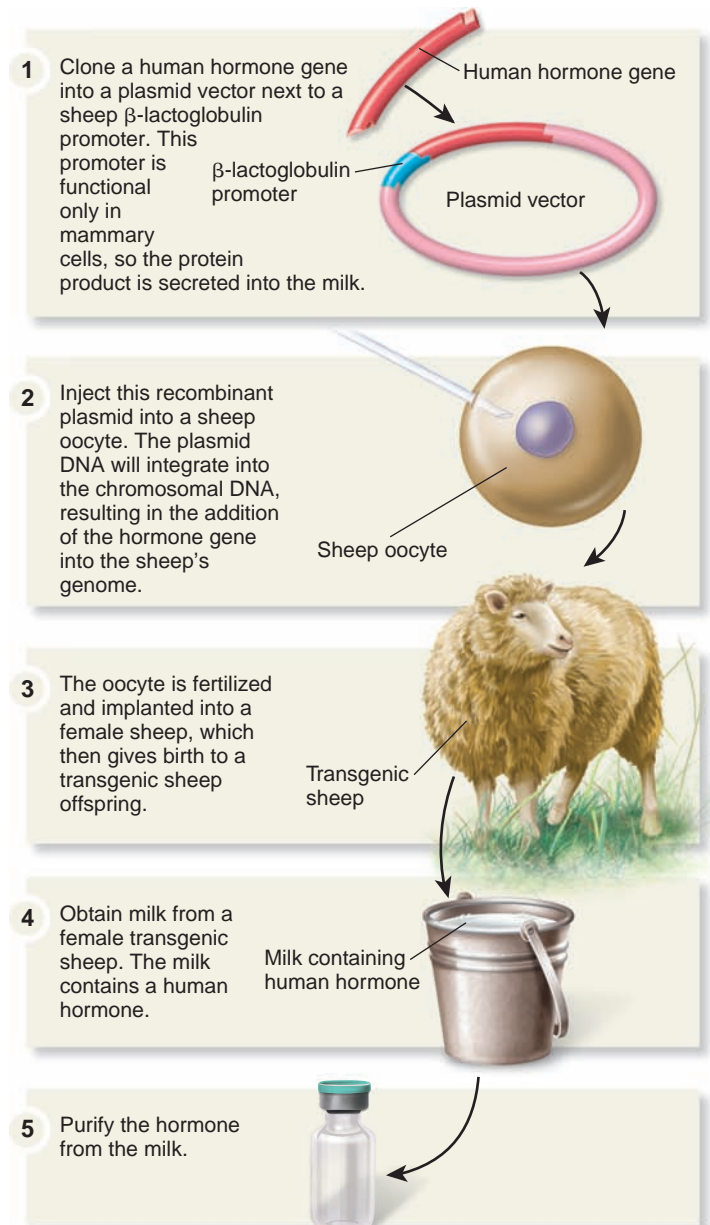 1
Clone a human hormone gene
into a plasmid vector next to a
sheep β-lactoglobulin
promoter. This
promoter is
functional
only in
mammary
cells, so the protein
product is secreted into the milk.
Human hormone gene
β-lactoglobulin
promoter
Plasmid vector
2
Inject this recombinant
plasmid into a sheep
oocyte. The plasmid
DNA will integrate into
the chromosomal DNA,
resulting in the addition
of the hormone gene
into the sheep's
genome.
Sheep oocyte
3
The oocyte is fertilized
and implanted into a
female sheep, which
then gives birth to a
transgenic sheep
offspring.
Transgenic
sheep
4
Obtain milk from a
female transgenic
sheep. The milk
contains a human
hormone.
Milk containing
human hormone
5
Purify the hormone
from the milk.